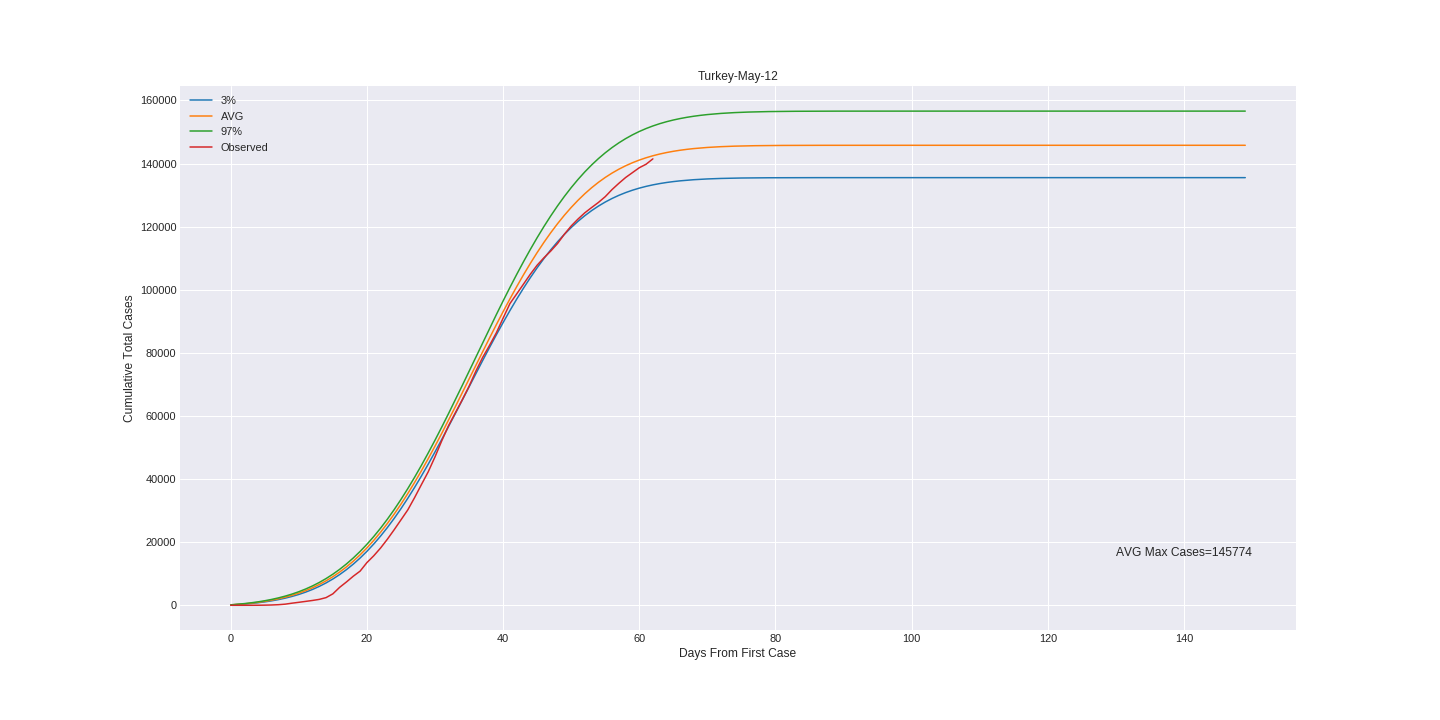 Turkey-May-12
3%
AVG
97%
Observed
160000
140000
120000
100000
80000
60000
40000
20000
0
Cumulative Total Cases
AVG Max Cases=145774
0 20 40 60 80 100 120 140
Days From First Case